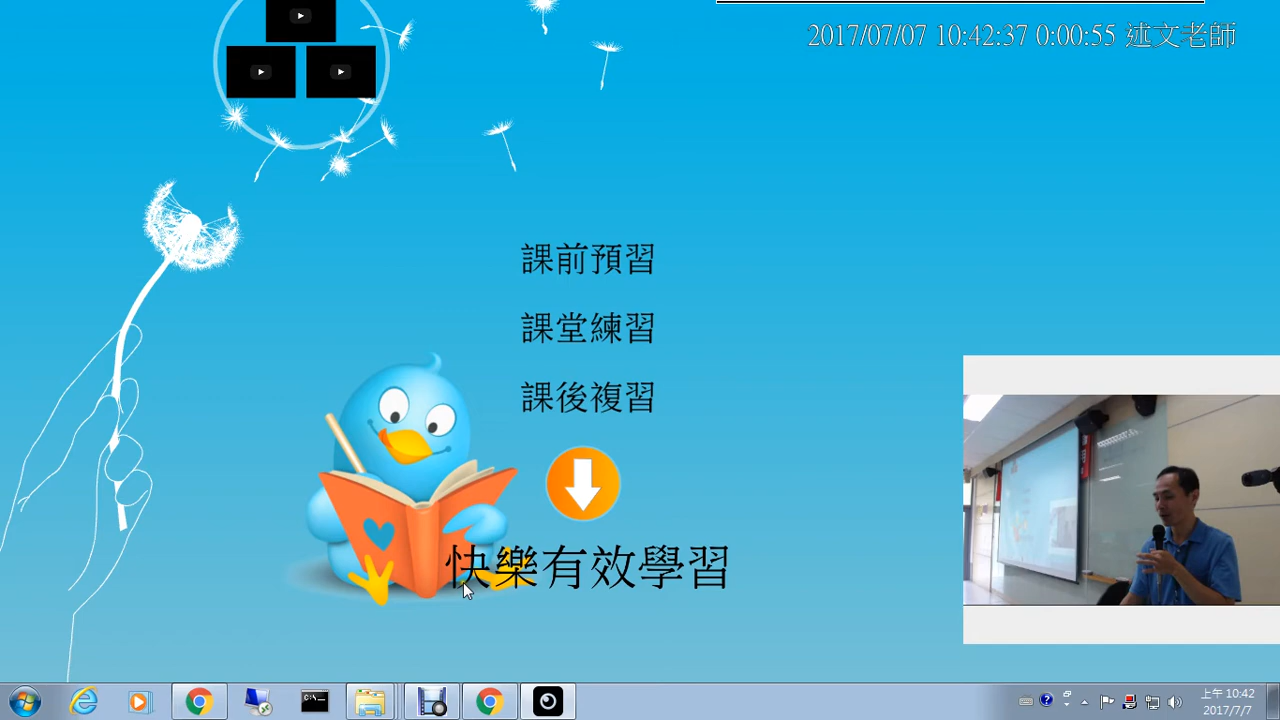 2017/07/07 10:42:37 0:00:55 述文老師
課前預習
課堂練習
課後複習
快樂有效學習
上午 10:42
2017/7/7